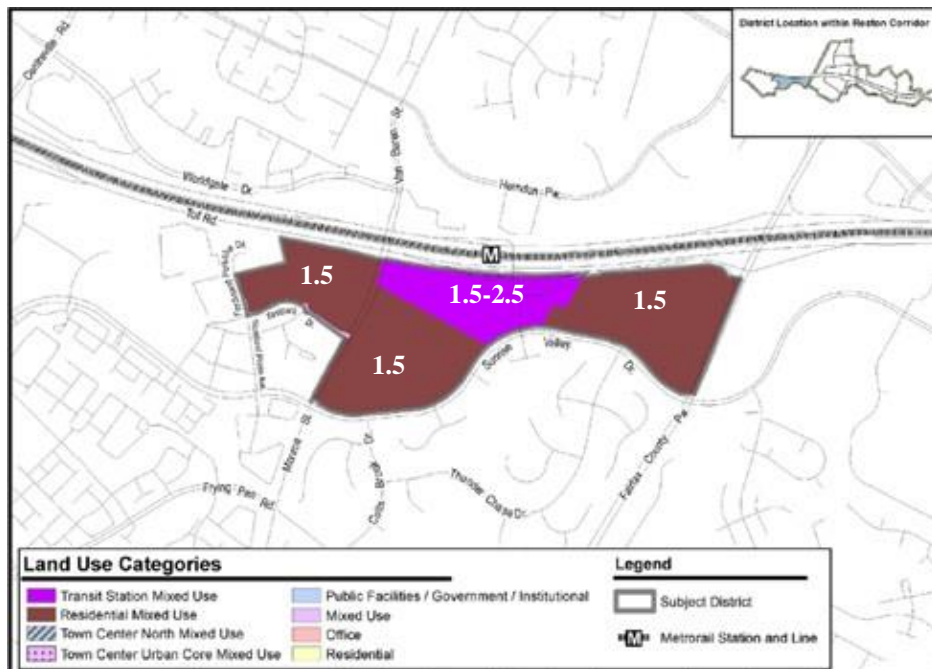 District Location within Reston Corridor
Centreville Rd
Van Buren St
Worldgate Dr.
Herndon Pw
Toll Rd.
M
1.5
1.5-2.5
1.5
1.5
Sunrise Valley Dr.
Monroe St
Fairfax County Pw
Frying Pan Rd.
Thunder Chase Dr.
Land Use Categories
Transit Station Mixed Use
Residential Mixed Use
Town Center North Mixed Use
Town Center Urban Core Mixed Use
Public Facilities / Government / Institutional
Mixed Use
Office
Residential
Legend
Subject District
M
Metrorail Station and Line